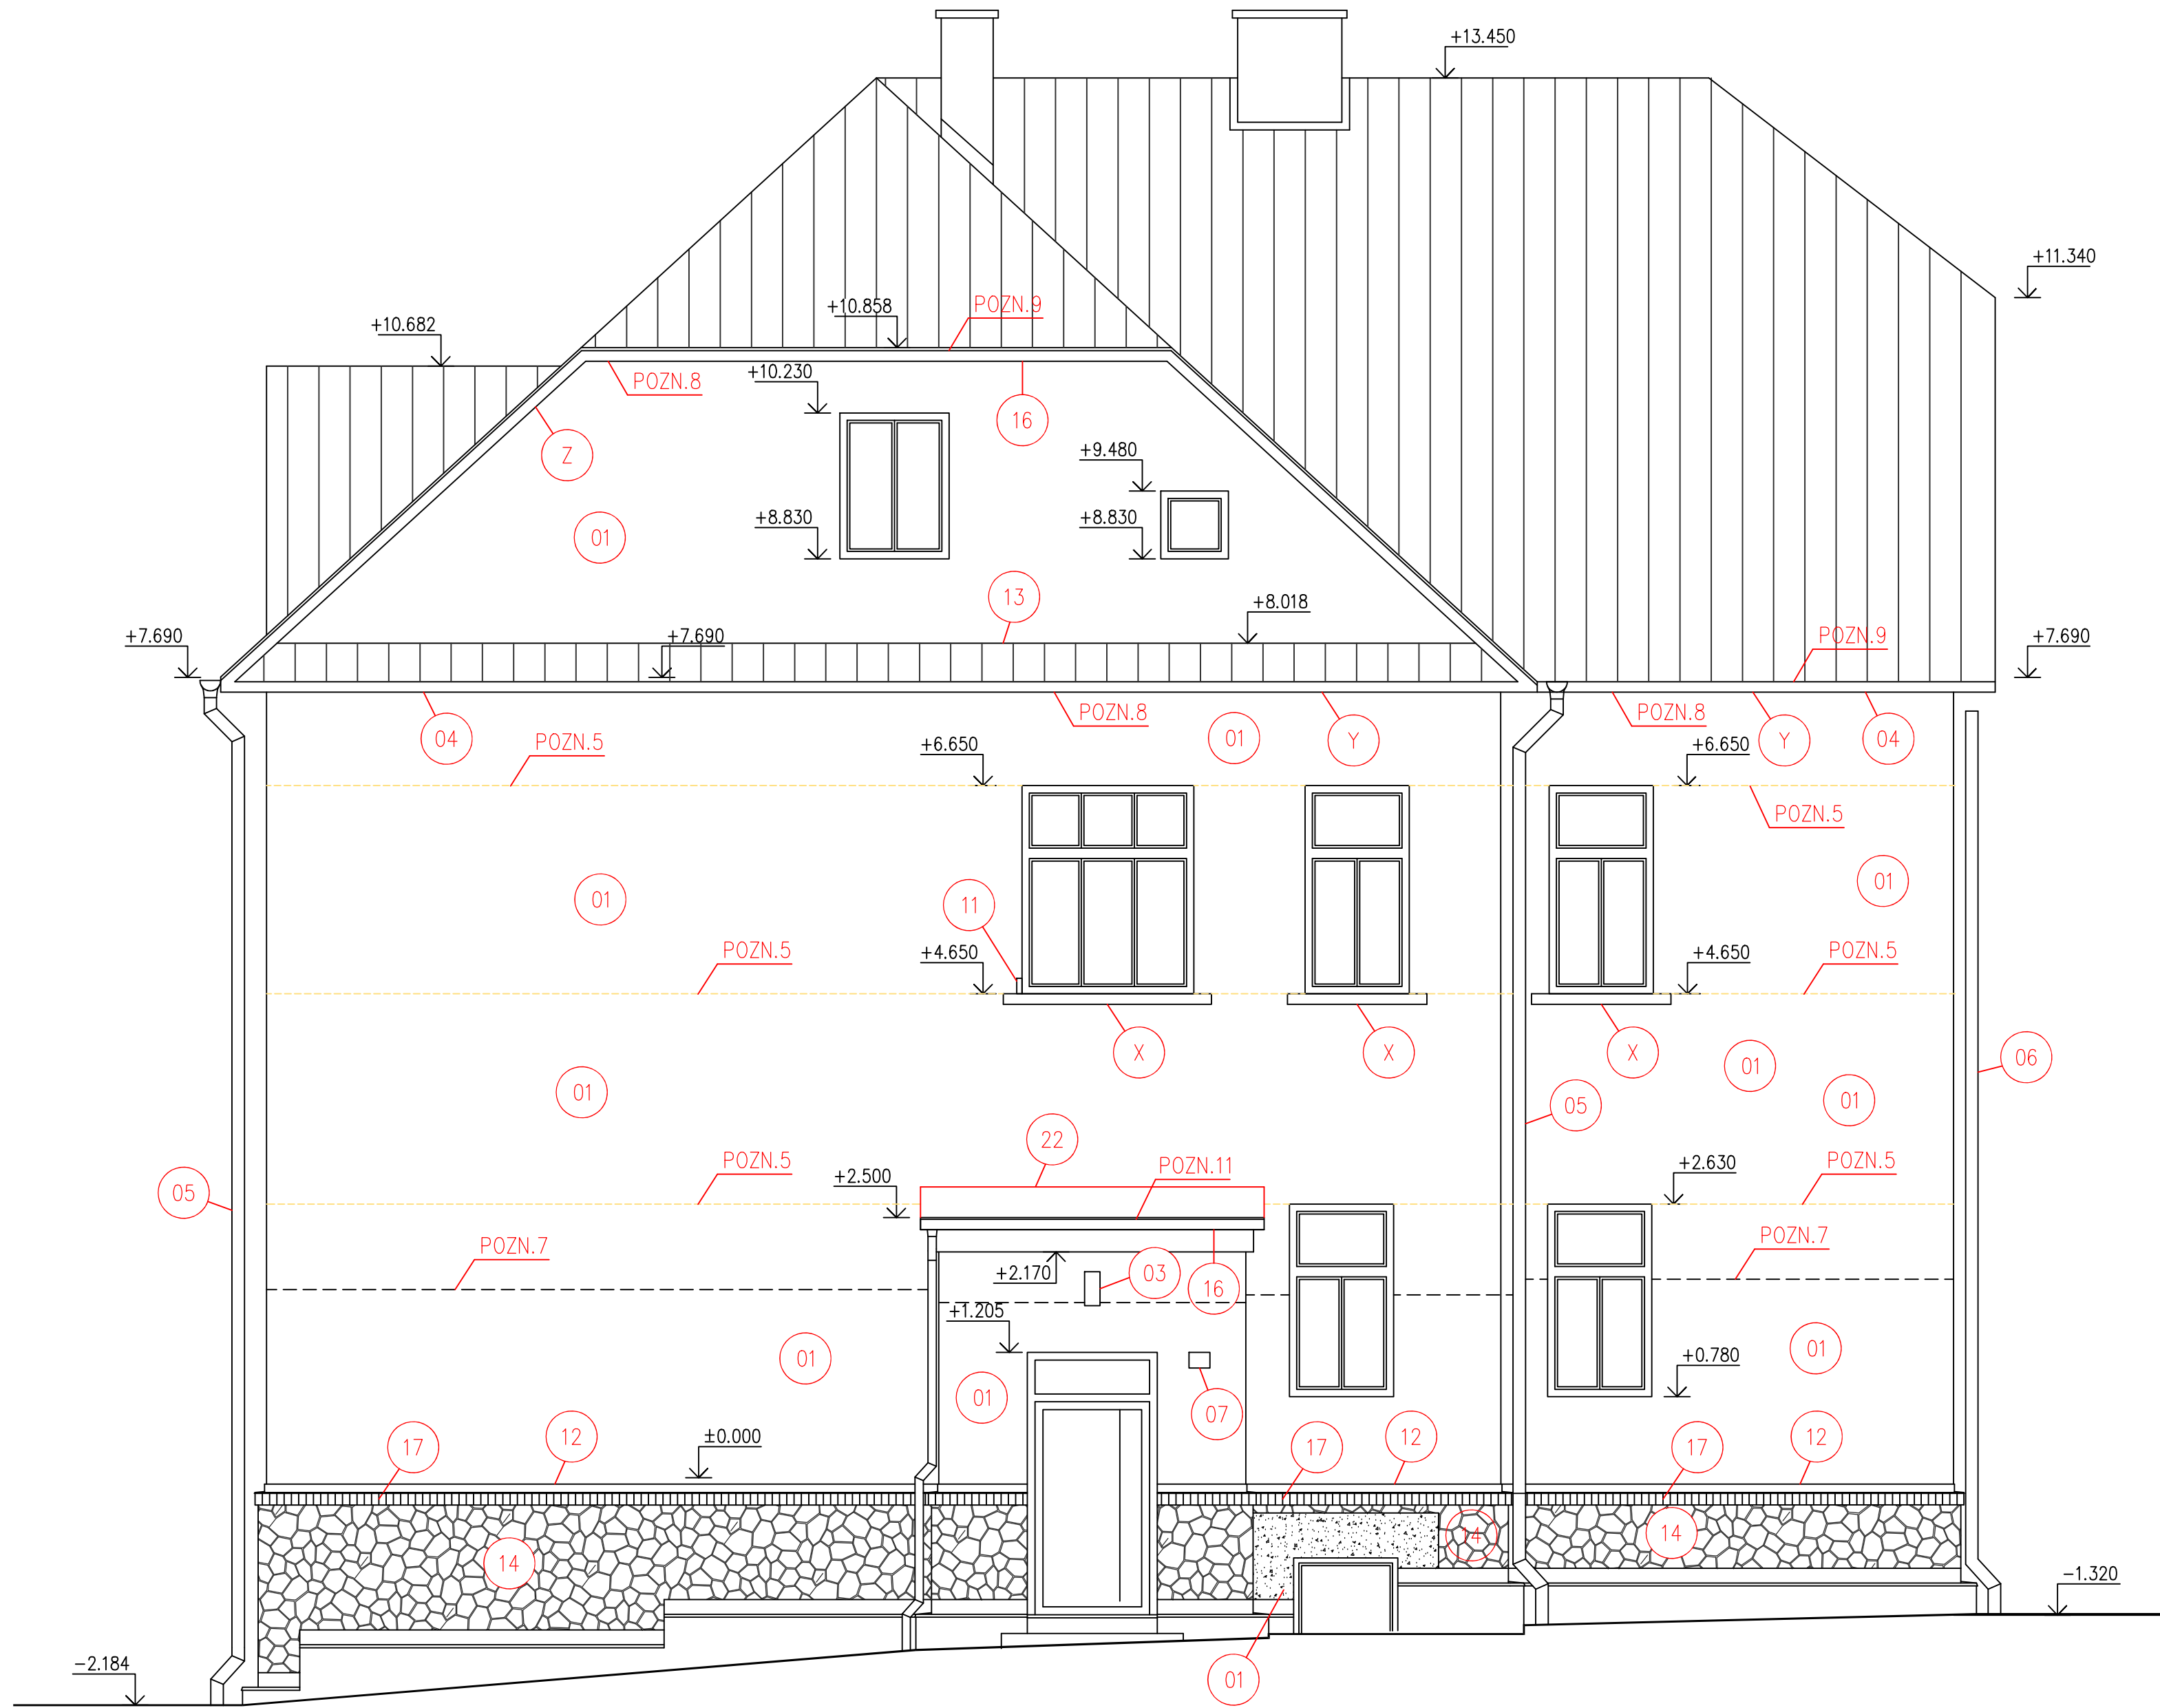 +13.450
+11.340
+10.858
POZN.9
+10.682
+10.230
POZN.8
16
Z
+9.480
+8.830
+8.830
01
13
+8.018
+7.690
+7.690
POZN.9
+7.690
04
POZN.5
POZN.8
01
Y
POZN.8
Y
04
+6.650
+6.650
POZN.5
01
11
01
POZN.5
+4.650
+4.650
POZN.5
X
X
X
06
01
01
01
05
22
POZN.5
+2.500
POZN.11
+2.630
POZN.5
05
POZN.7
+2.170
03
16
POZN.7
+1.205
01
01
07
+0.780
01
17
12
±0.000
17
12
17
12
14
14
14
-1.320
-2.184
01